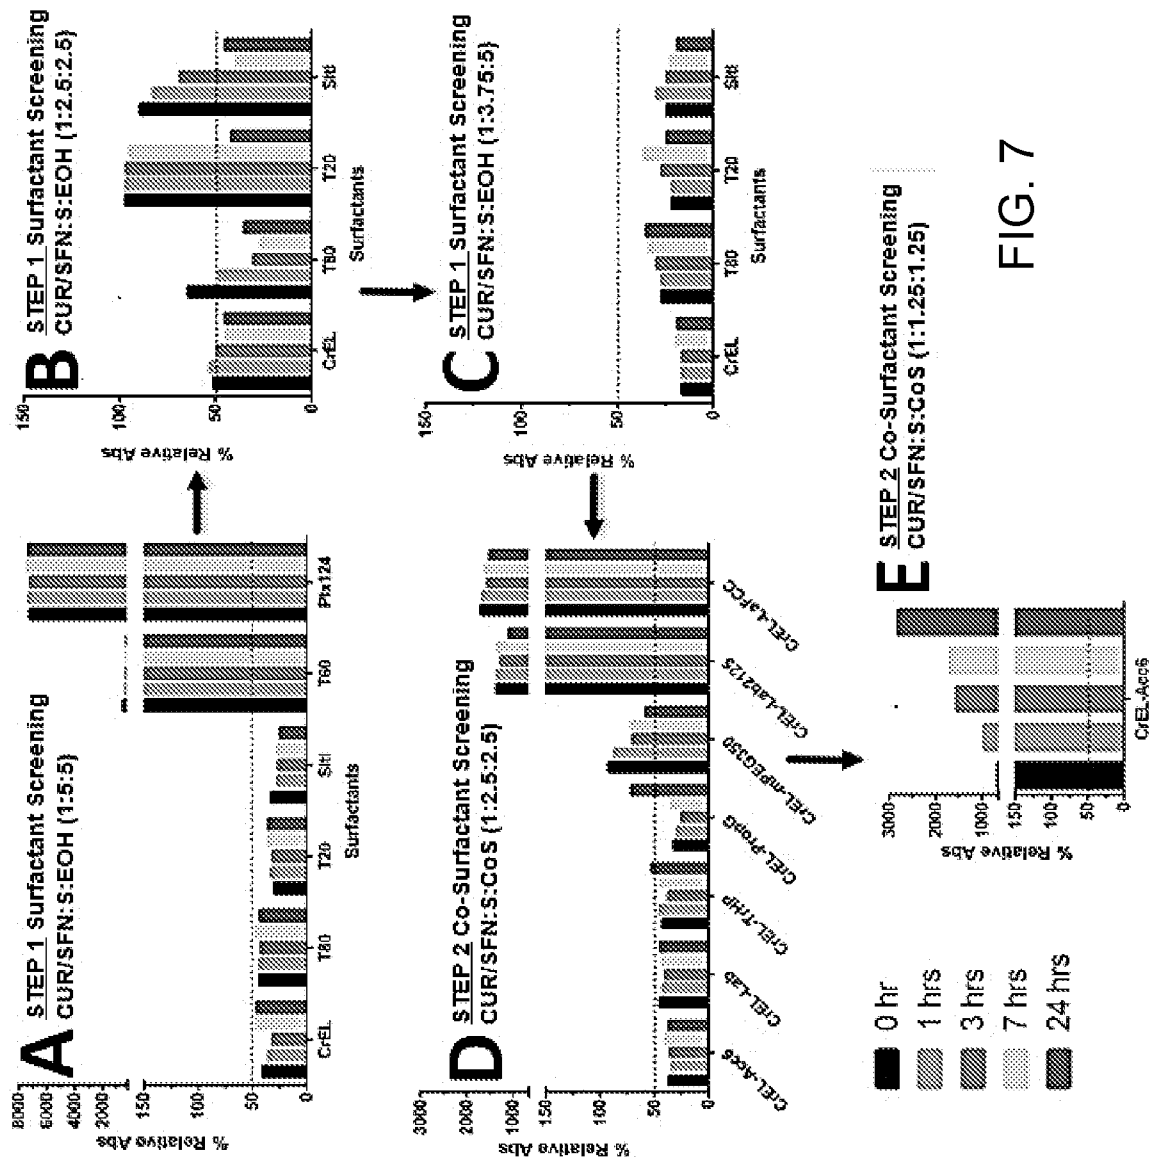 A STEP 1 Surfactant Screening
CUR/SFN:S:EOH (1:5:5)
% Relative Abs
8000
6000
4000
2000
150
100
50
0
CrEL T80 T20 Sltl T60 Plx124
Surfactants
B STEP 1 Surfactant Screening
CUR/SFN:S:EOH (1:2.5:2.5)
% Relative Abs
150
100
50
0
CrEL T80 T20 Sltl
Surfactants
C STEP 1 Surfactant Screening
CUR/SFN:S:EOH (1:3.75:5)
% Relative Abs
150
100
50
0
CrEL T80 T20 Sltl
Surfactants
D STEP 2 Co-Surfactant Screening
CUR/SFN:S:CoS (1:2.5:2.5)
% Relative Abs
3000
2000
1000
150
100
50
0
CrEL-Acc6 CrEL-Lab CrEL-TrHP CrEL-PropG CrEL-mPEG350 CrEL-Lab2125 CrEL-LaFCC
E STEP 2 Co-Surfactant Screening
CUR/SFN:S:CoS (1:1.25:1.25)
% Relative Abs
3000
2000
1000
150
100
50
0
CrEL-Acc6
0 hr
1 hrs
3 hrs
7 hrs
24 hrs
FIG. 7